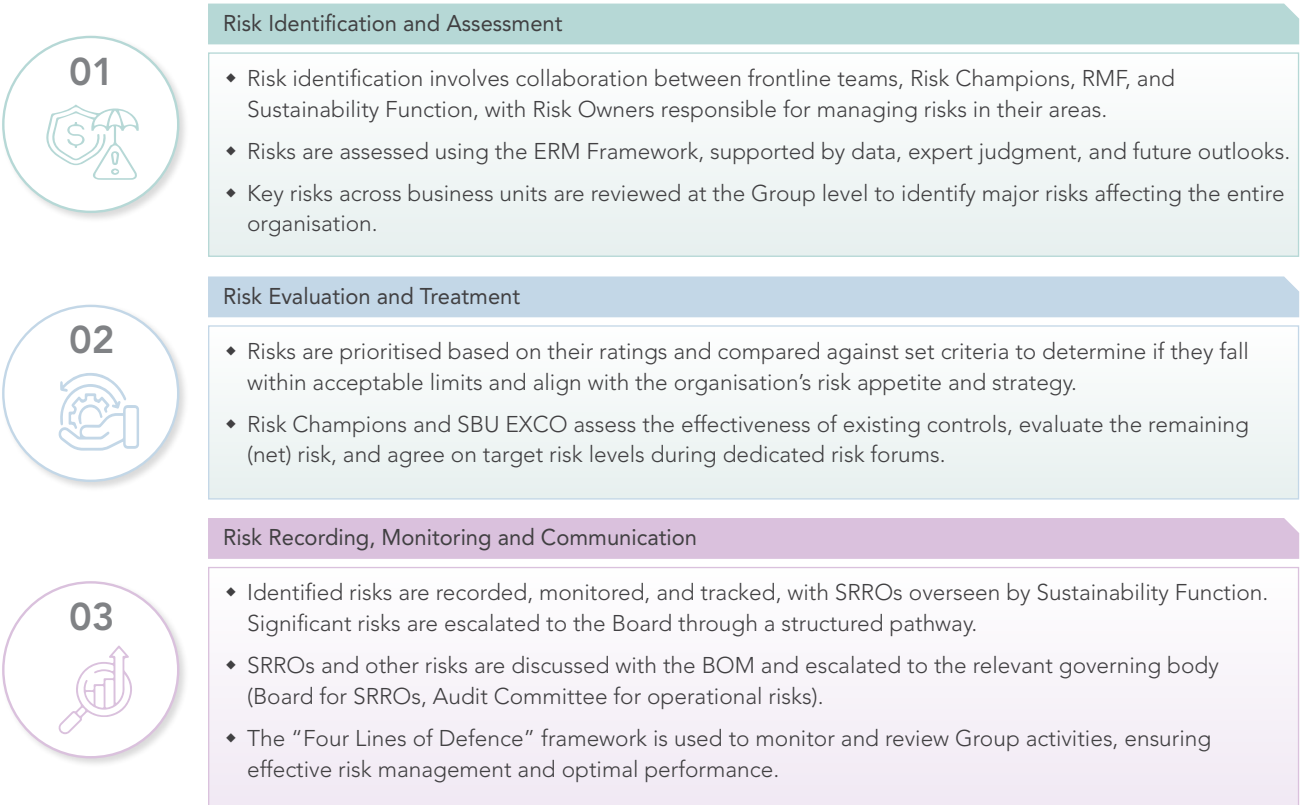 Risk Identification and Assessment
01
◆ Risk identification involves collaboration between frontline teams, Risk Champions, RMF, and
Sustainability Function, with Risk Owners responsible for managing risks in their areas.
◆ Risks are assessed using the ERM Framework, supported by data, expert judgment, and future outlooks.
◆ Key risks across business units are reviewed at the Group level to identify major risks affecting the entire
organisation.
Risk Evaluation and Treatment
02
◆ Risks are prioritised based on their ratings and compared against set criteria to determine if they fall
within acceptable limits and align with the organisation’s risk appetite and strategy.
◆ Risk Champions and SBU EXCO assess the effectiveness of existing controls, evaluate the remaining
(net) risk, and agree on target risk levels during dedicated risk forums.
Risk Recording, Monitoring and Communication
03
◆ Identified risks are recorded, monitored, and tracked, with SRROs overseen by Sustainability Function.
Significant risks are escalated to the Board through a structured pathway.
◆ SRROs and other risks are discussed with the BOM and escalated to the relevant governing body
(Board for SRROs, Audit Committee for operational risks).
◆ The “Four Lines of Defence” framework is used to monitor and review Group activities, ensuring
effective risk management and optimal performance.